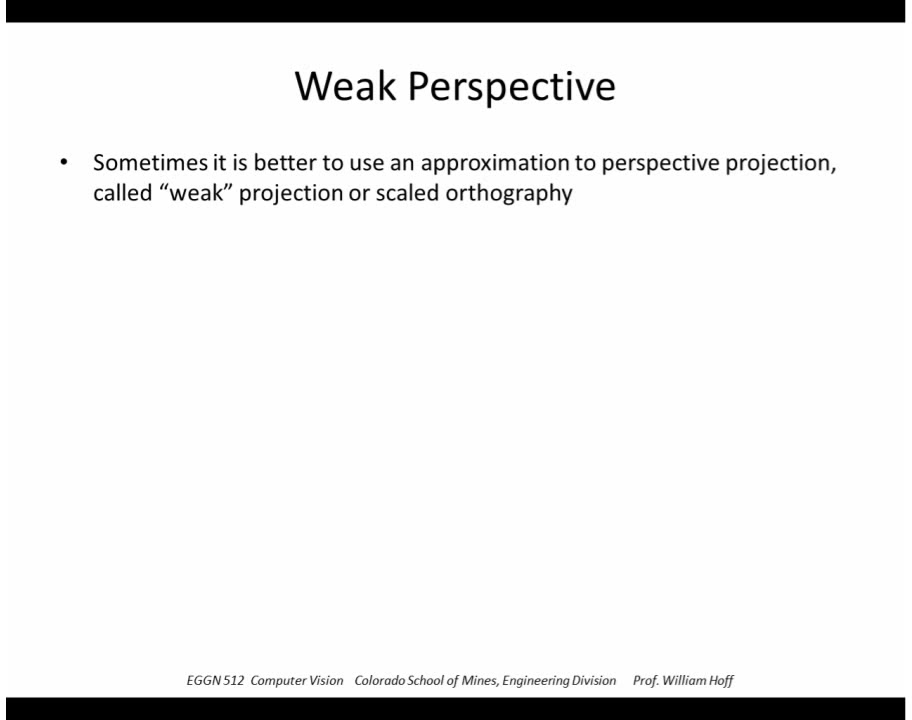 Weak Perspective
• Sometimes it is better to use an approximation to perspective projection,
called “weak” projection or scaled orthography
EGGN 512 Computer Vision Colorado School of Mines, Engineering Division Prof. William Hoff